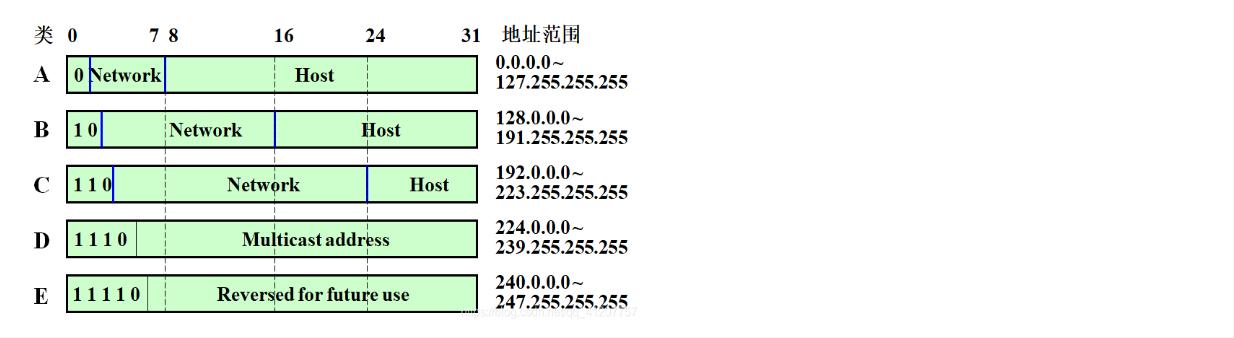 类 0 7 8 16 24 31 地址范围
A 0 Network Host 0.0.0.0~
127.255.255.255
B 1 0 Network Host 128.0.0.0~
191.255.255.255
C 1 1 0 Network Host 192.0.0.0~
223.255.255.255
D 1 1 1 0 Multicast address 224.0.0.0~
239.255.255.255
E 1 1 1 1 0 Reversed for future use 240.0.0.0~
247.255.255.255